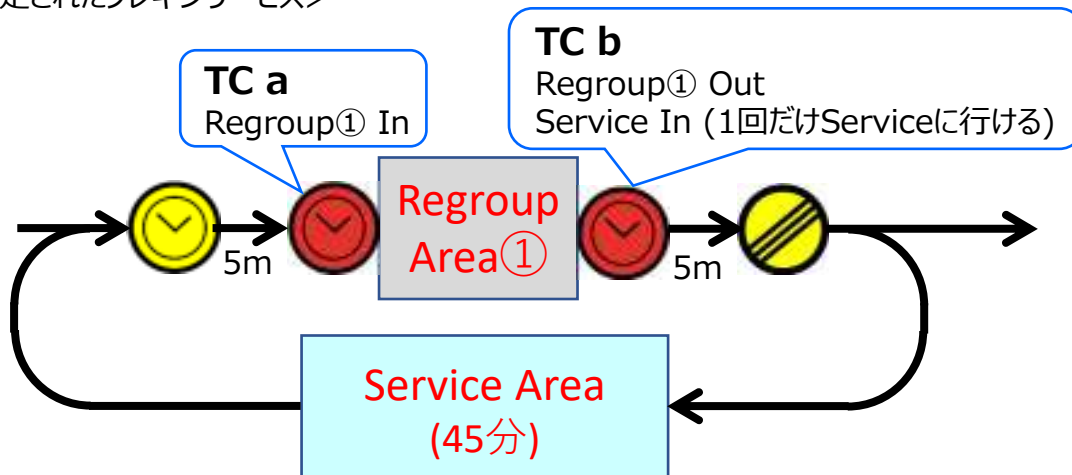 TC a
Regroup① In
TC b
Regroup① Out
Service In (1回だけServiceに行ける)
Regroup
Area①
5m
5m
Service Area
(45分)